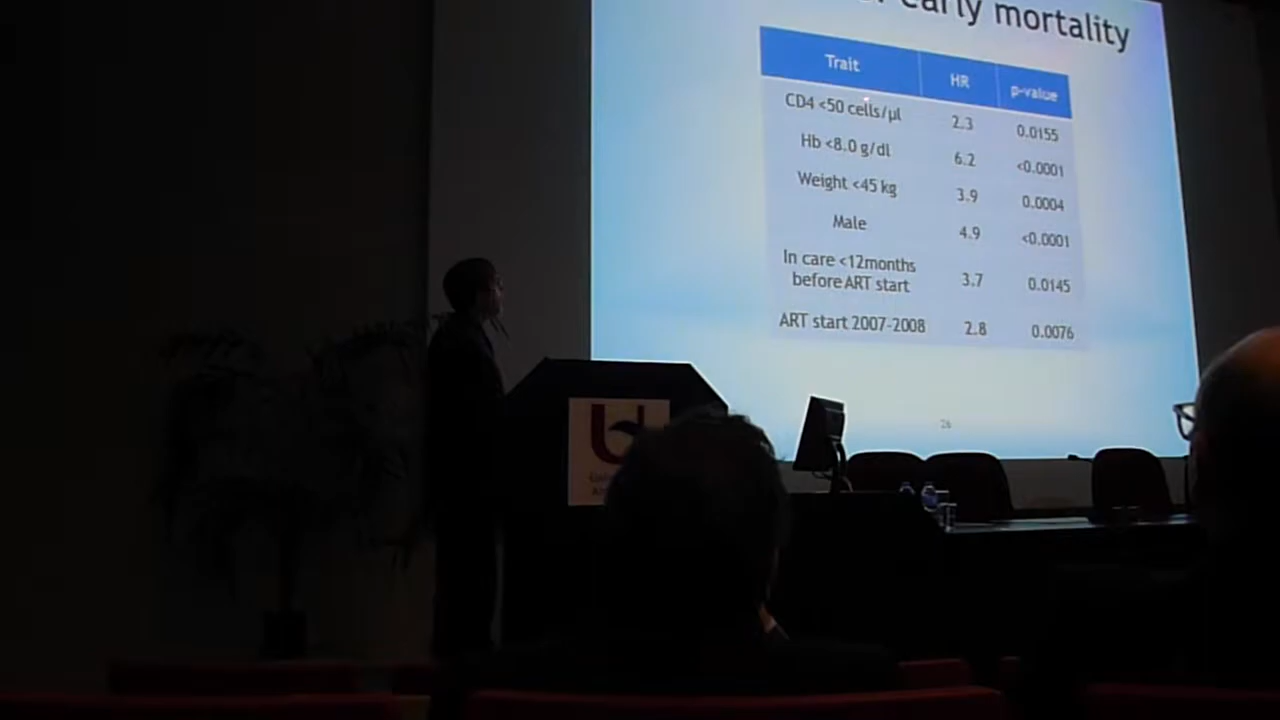 early mortality
Trait HR p-value
CD4 <50 cells/µl 2.3 0.0155
Hb <8.0 g/dl 6.2 <0.0001
Weight <45 kg 3.9 0.0004
Male 4.9 <0.0001
In care <12months
before ART start 3.7 0.0145
ART start 2007-2008 2.8 0.0076
26
U